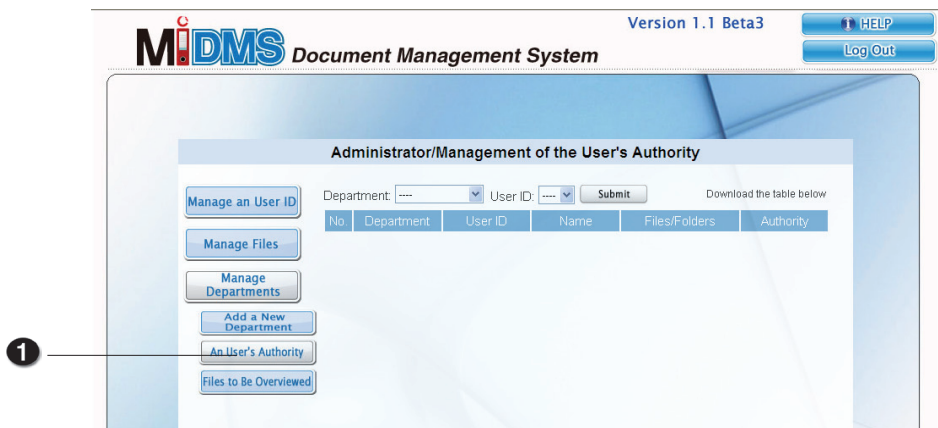 Version 1.1 Beta3
HELP
MiDMS Document Management System
Log Out
Administrator/Management of the User's Authority
Manage an User ID
Department: ---- User ID: ---- Submit Download the table below
No. Department User ID Name Files/Folders Authority
Manage Files
Manage
Departments
Add a New
Department
1
An User's Authority
Files to Be Overviewed